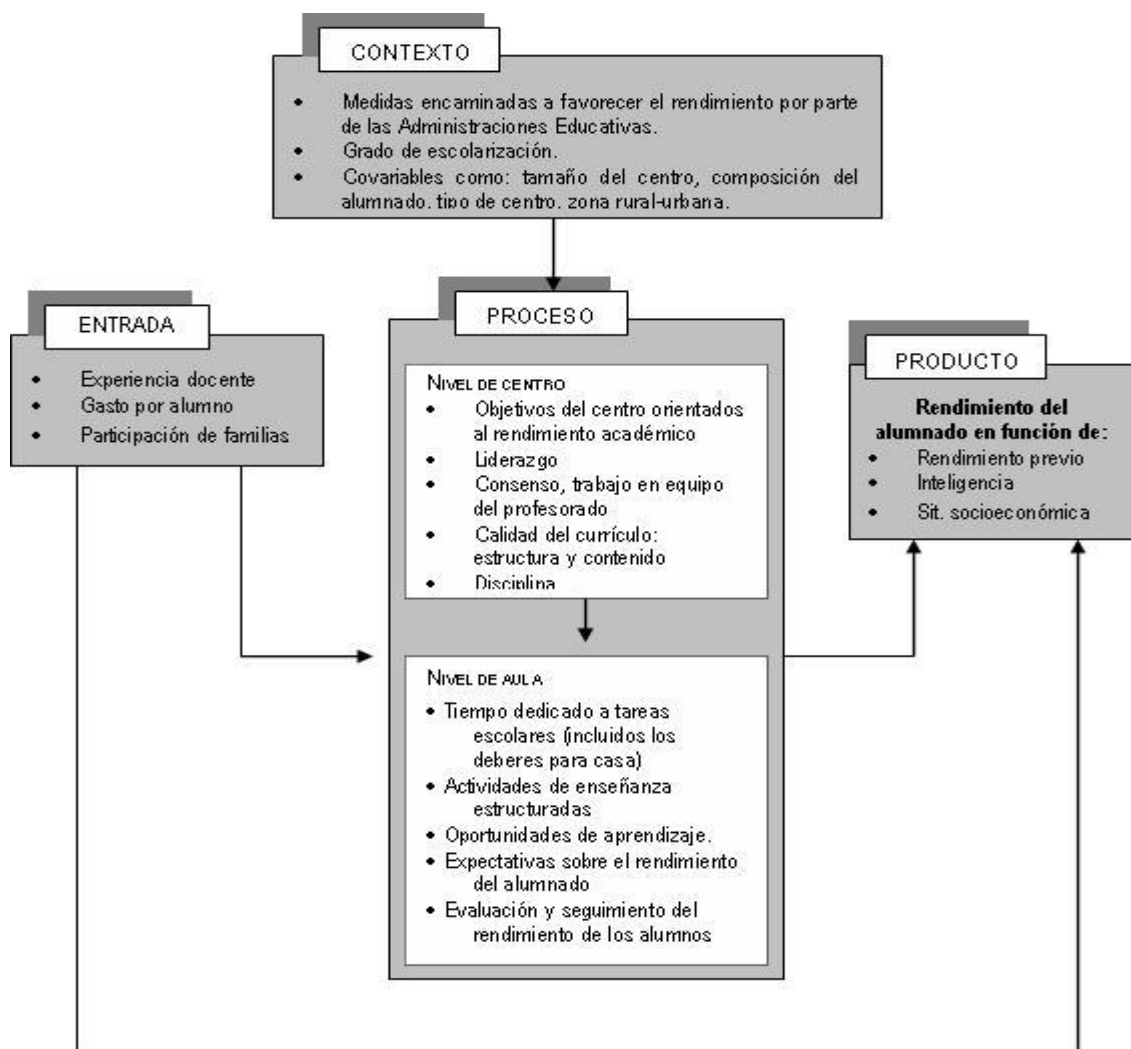 CONTEXTO
• Medidas encaminadas a favorecer el rendimiento por parte
de las Administraciones Educativas.
• Grado de escolarización.
• Covariables como: tamaño del centro, composición del
alumnado, tipo de centro, zona rural-urbana.
ENTRADA
• Experiencia docente
• Gasto por alumno
• Participación de familias
PROCESO
NIVEL DE CENTRO
• Objetivos del centro orientados
al rendimiento académico
• Liderazgo
• Consenso, trabajo en equipo
del profesorado
• Calidad del currículo:
estructura y contenido
• Disciplina
NIVEL DE AULA
• Tiempo dedicado a tareas
escolares (incluidos los
deberes para casa)
• Actividades de enseñanza
estructuradas
• Oportunidades de aprendizaje.
• Expectativas sobre el rendimiento
del alumnado
• Evaluación y seguimiento del
rendimiento de los alumnos
PRODUCTO
Rendimiento del
alumnado en función de:
• Rendimiento previo
• Inteligencia
• Sit. socioeconómica